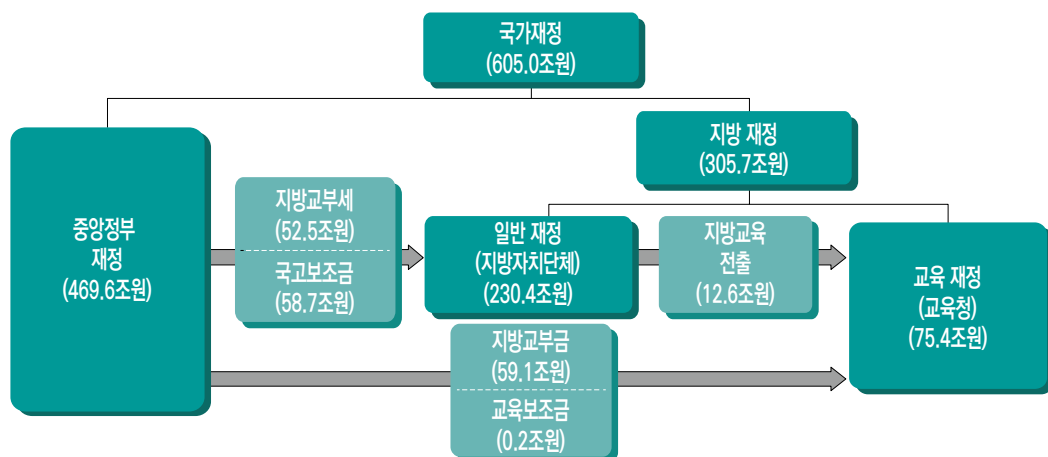 국가재정
(605.0조원)
지방 재정
(305.7조원)
중앙정부
재정
(469.6조원)
지방교부세
(52.5조원)
국고보조금
(58.7조원)
일반 재정
(지방자치단체)
(230.4조원)
지방교육
전출
(12.6조원)
교육 재정
(교육청)
(75.4조원)
지방교부금
(59.1조원)
교육보조금
(0.2조원)